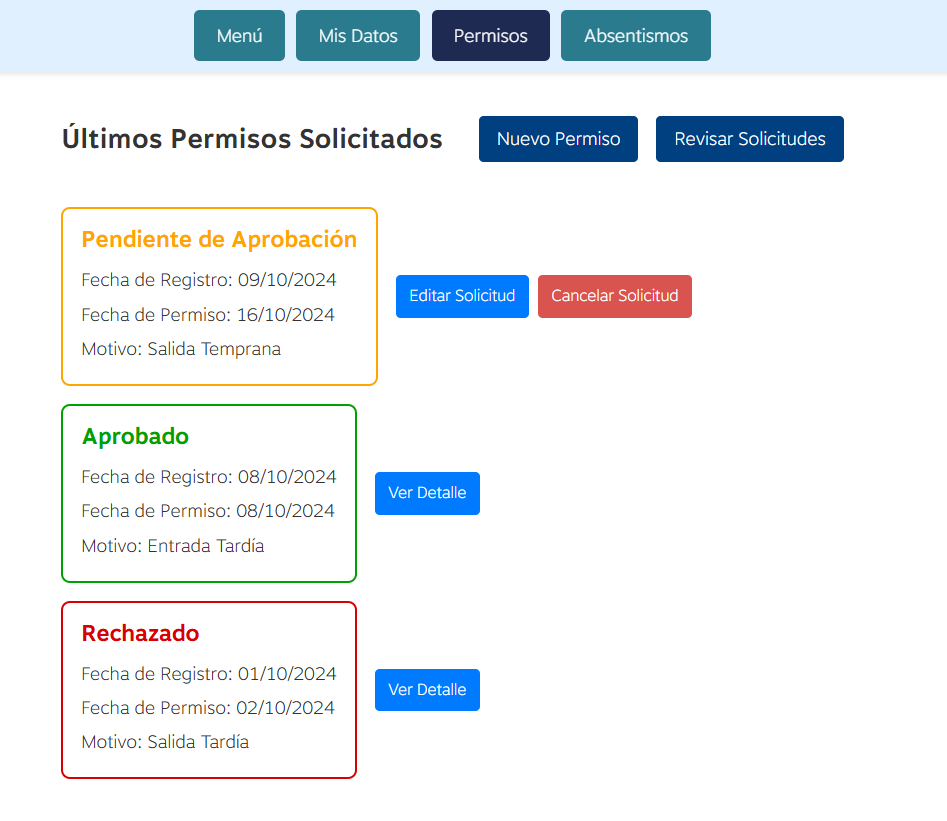 Menú Mis Datos Permisos Absentismos
Últimos Permisos Solicitados Nuevo Permiso Revisar Solicitudes
Pendiente de Aprobación
Fecha de Registro: 09/10/2024
Fecha de Permiso: 16/10/2024
Motivo: Salida Temprana
Editar Solicitud Cancelar Solicitud
Aprobado
Fecha de Registro: 08/10/2024
Fecha de Permiso: 08/10/2024
Motivo: Entrada Tardía
Ver Detalle
Rechazado
Fecha de Registro: 01/10/2024
Fecha de Permiso: 02/10/2024
Motivo: Salida Tardía
Ver Detalle